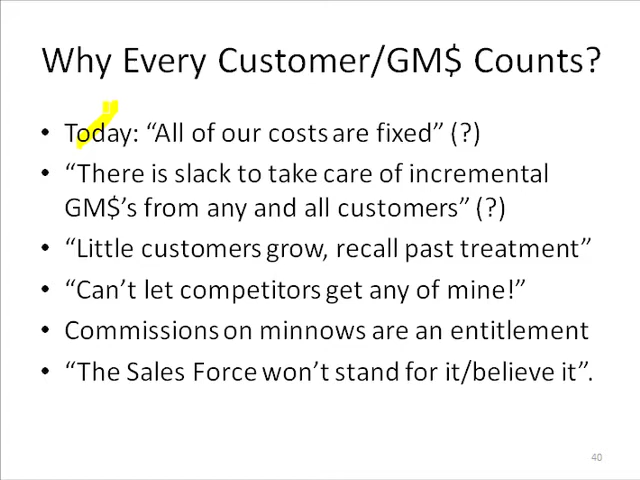 Why Every Customer/GM$ Counts?
• Today: “All of our costs are fixed” (?)
• “There is slack to take care of incremental
GM$’s from any and all customers” (?)
• “Little customers grow, recall past treatment”
• “Can’t let competitors get any of mine!”
• Commissions on minnows are an entitlement
• “The Sales Force won’t stand for it/believe it”.
40